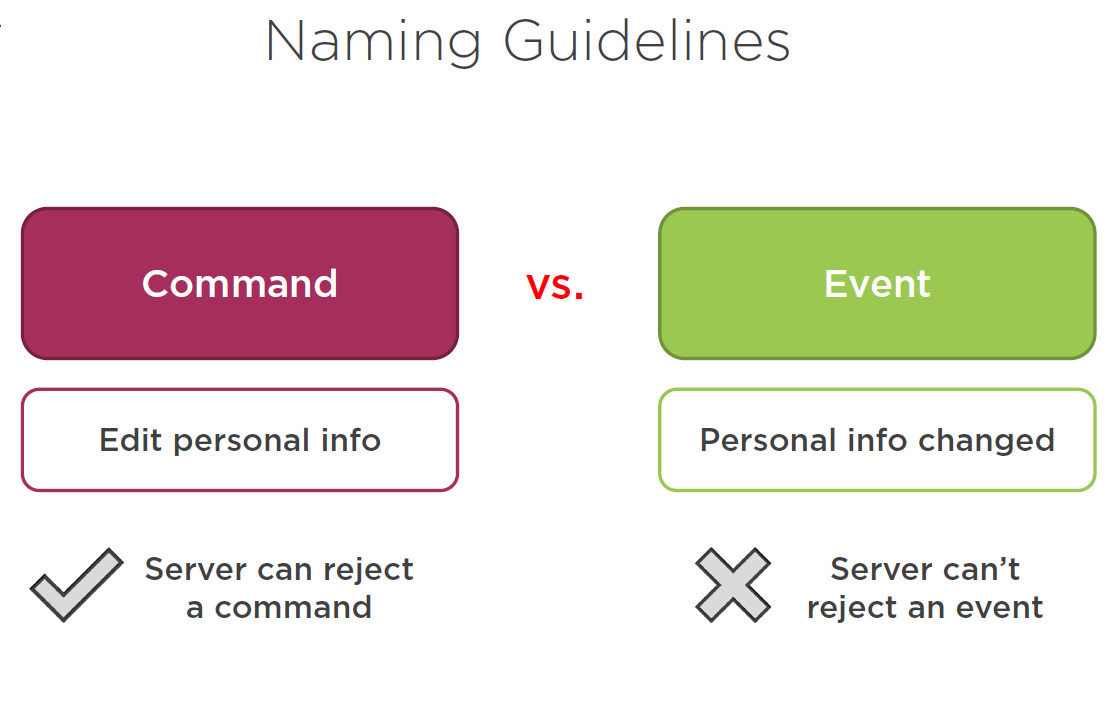 Naming Guidelines
Command
vs.
Event
Edit personal info
Personal info changed
Server can reject
a command
Server can’t
reject an event